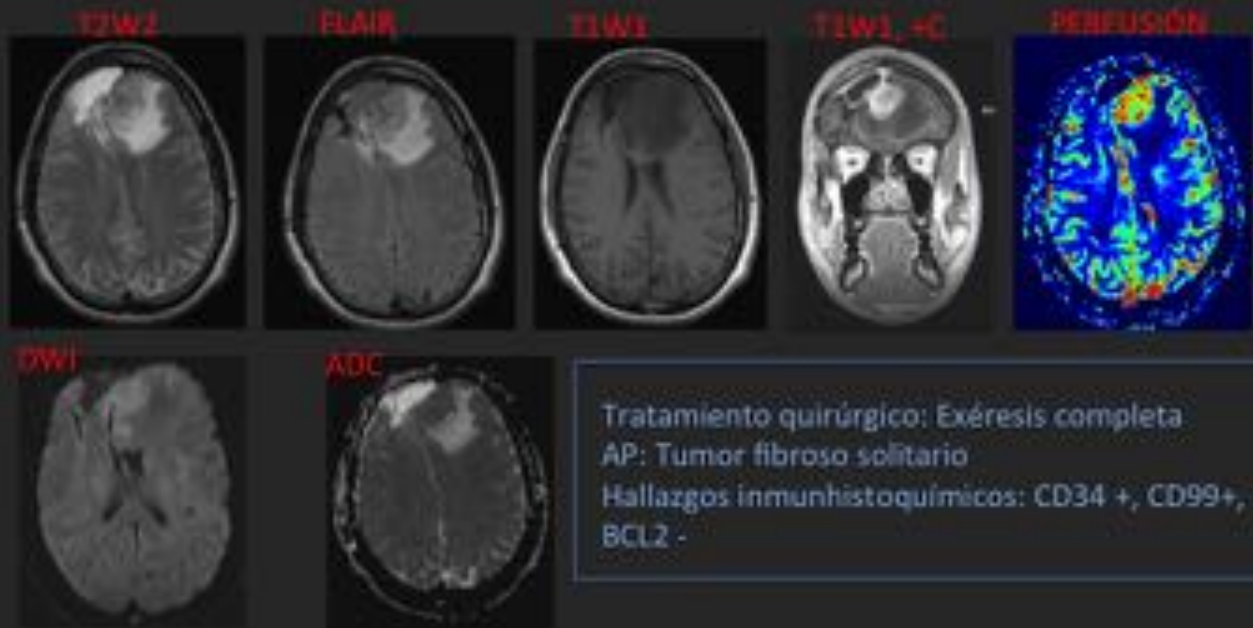 T2W2
FLAIR
T1W1
T1W1, +C
PERFUSIÓN
DWI
ADC
Tratamiento quirúrgico: Exéresis completa
AP: Tumor fibroso solitario
Hallazgos inmunhistoquímicos: CD34 +, CD99+,
BCL2 -